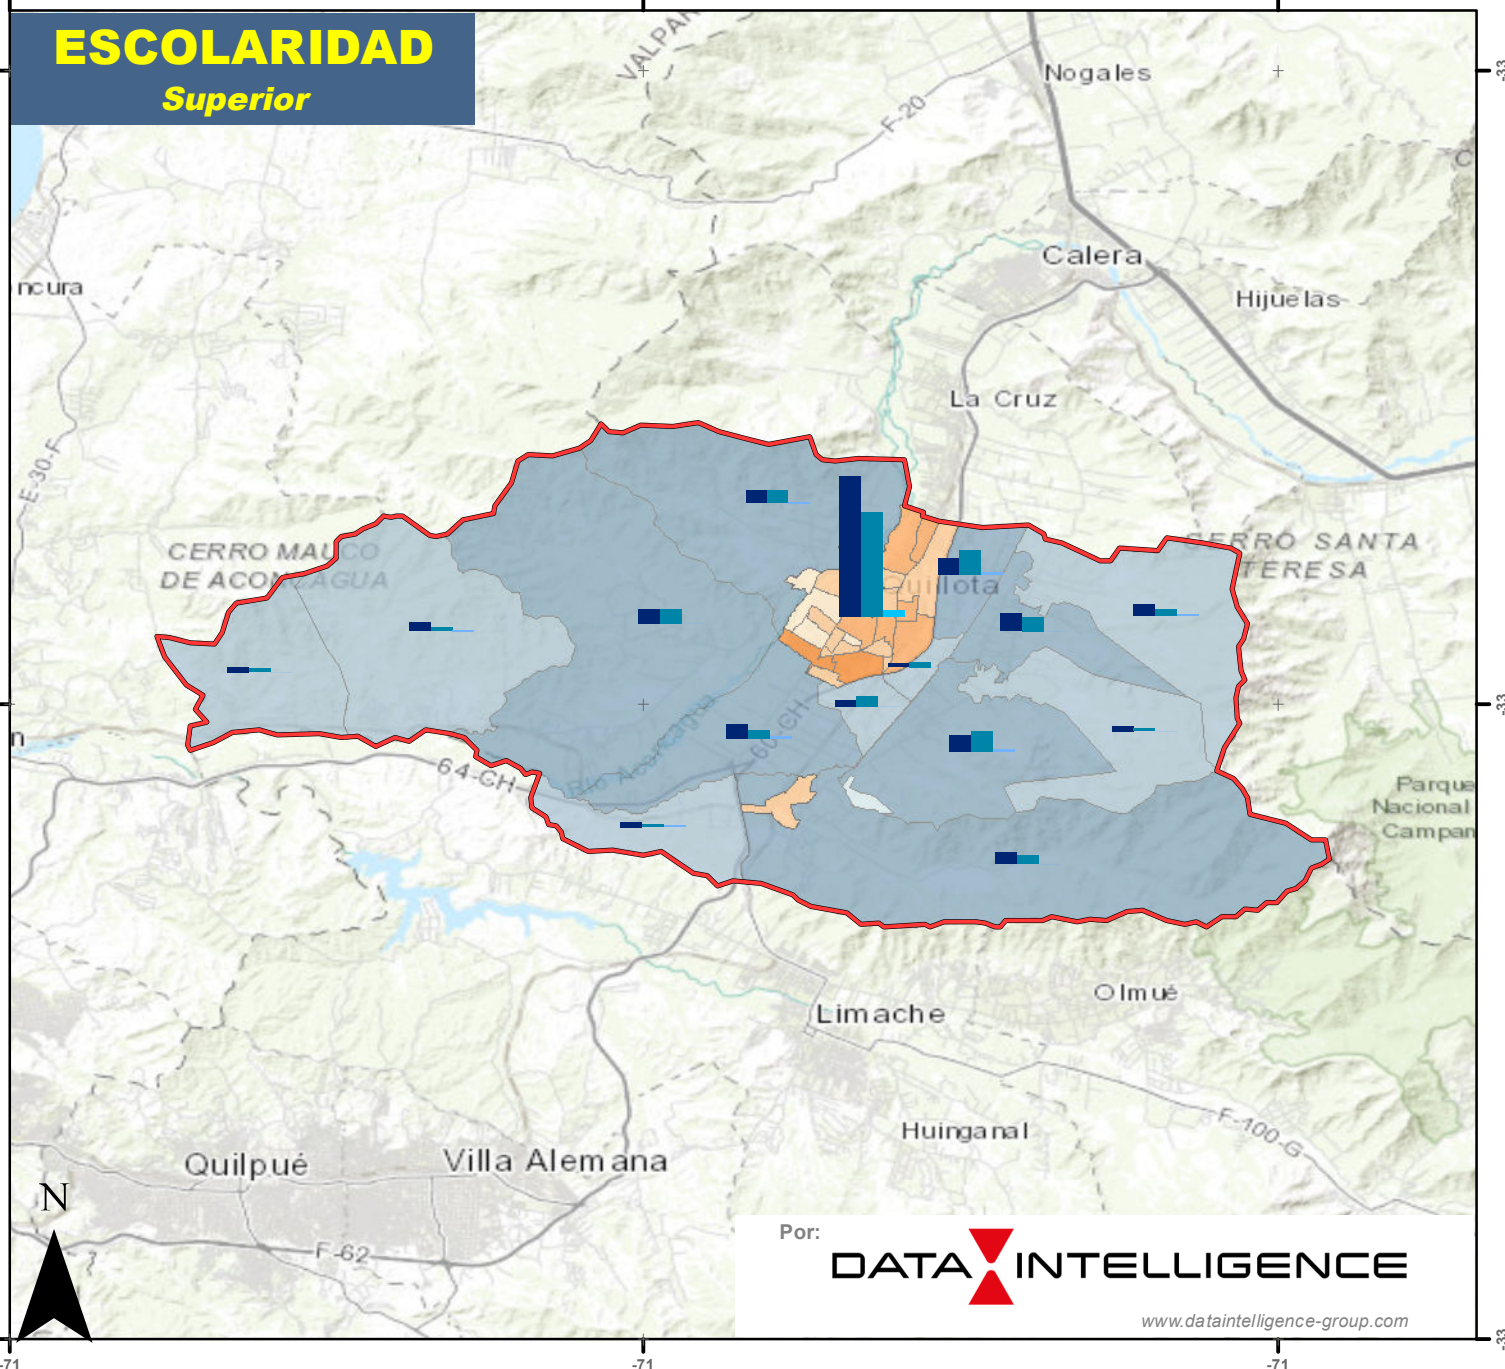 ESCOLARIDAD
Superior
VALPAR
Nogales
F-20
C
Calera
ncura
Hijuelas
La Cruz
E-30-F
CERRO MAUCO
DE ACONCAGUA
CERRO SANTA
TERESA
Quillota
n
Río Aconcagua
60-CH
64-CH
Parque
Nacional
Campan
Limache
Olmué
Huinganal
F-100-G
Quilpué
Villa Alemana
N
F-62
Por:
DATA INTELLIGENCE
www.dataintelligence-group.com
-33
-33
-33
-71
-71
-71